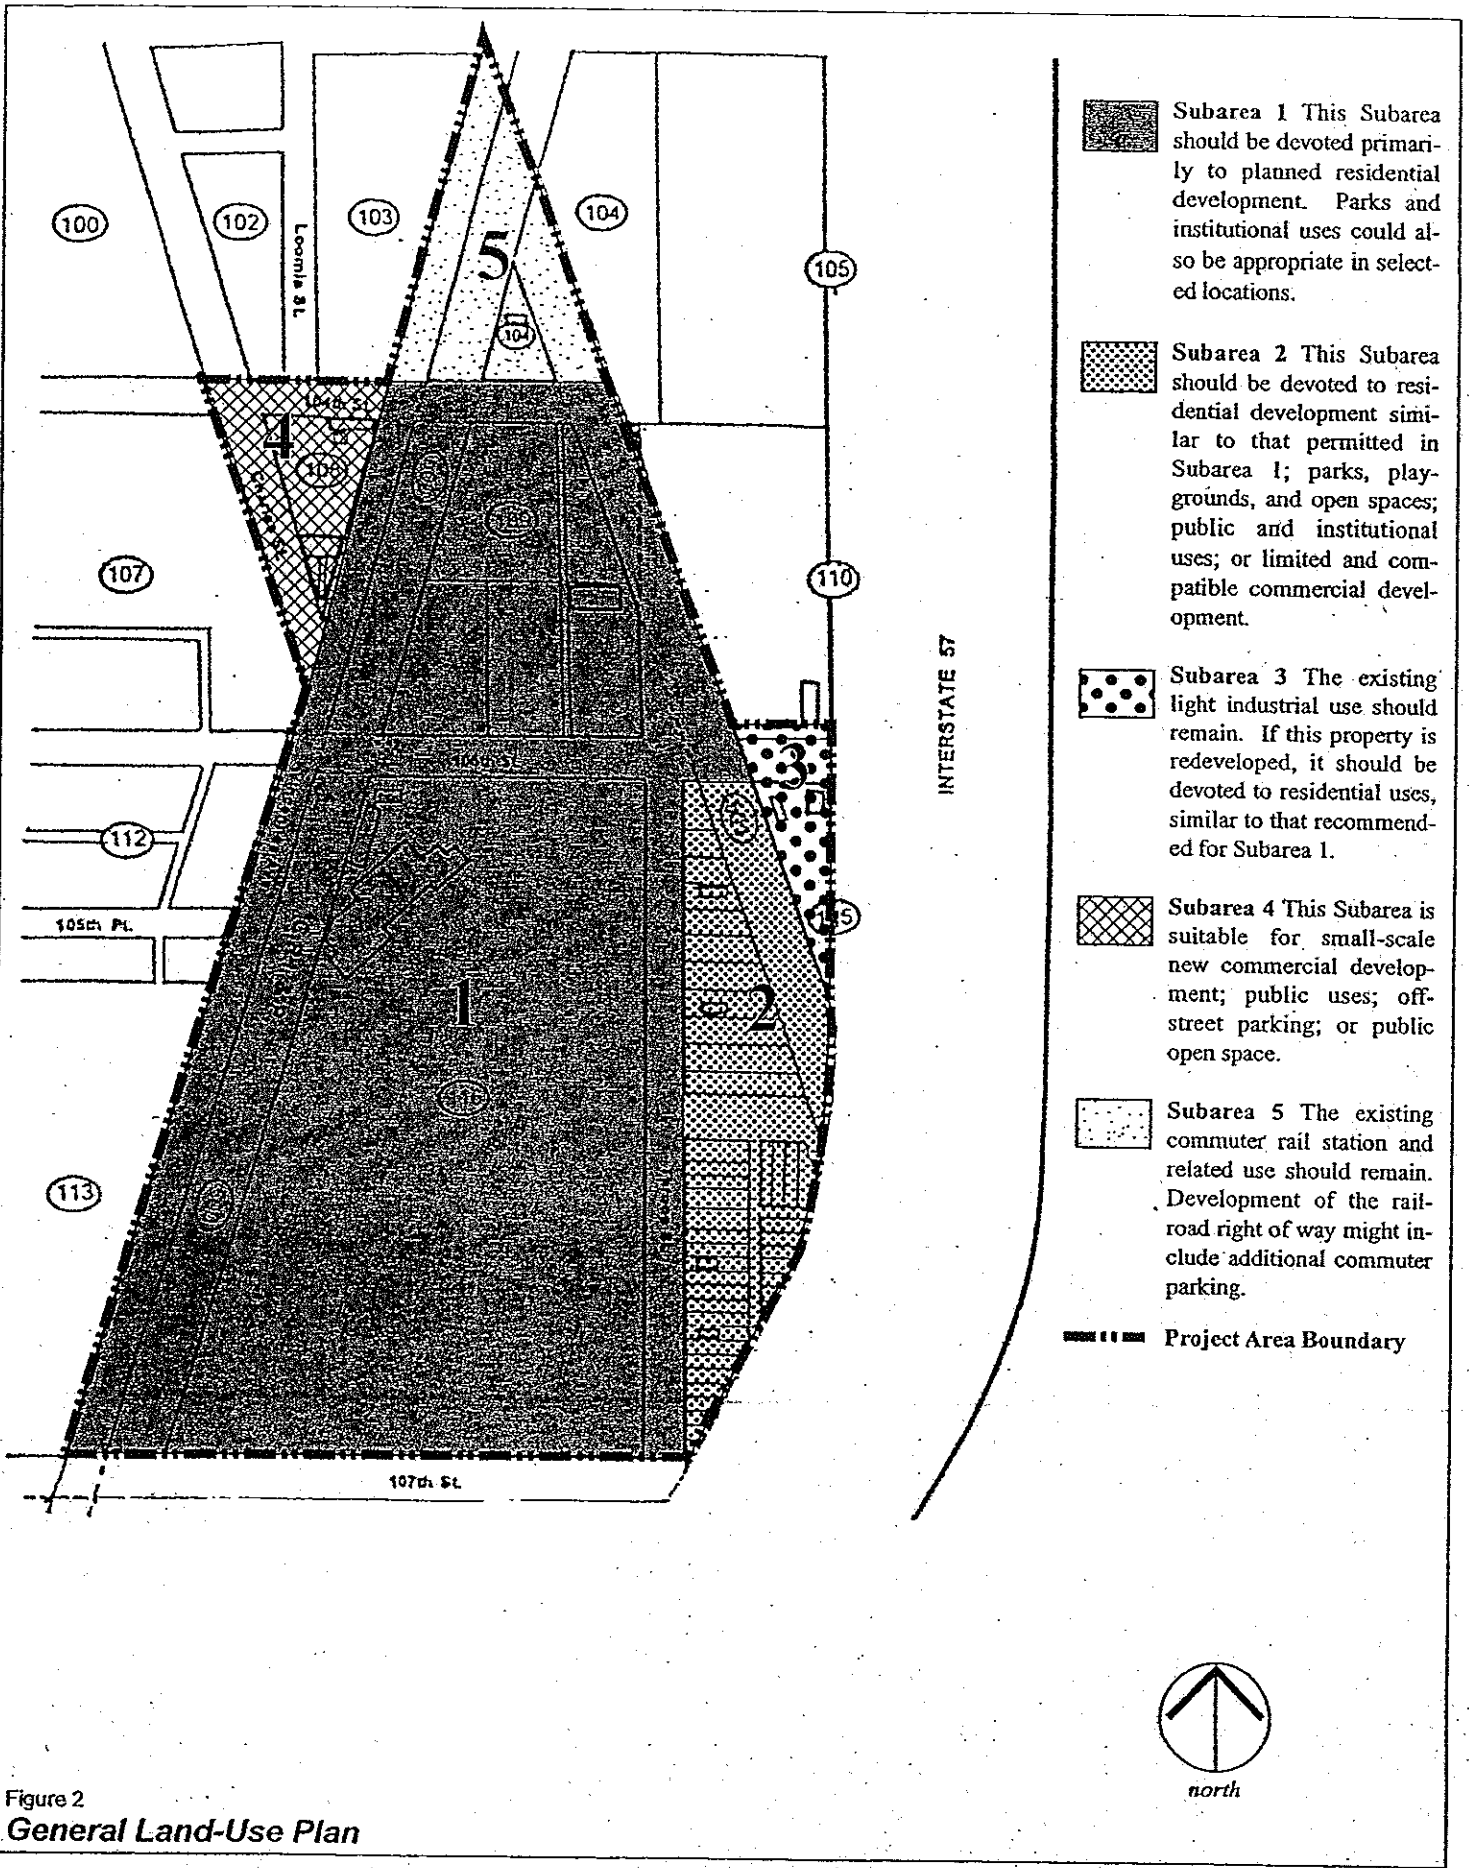 100
102
Loomis St.
103
5
104
104
105
Subarea 1 This Subarea
should be devoted primari-
ly to planned residential
development. Parks and
institutional uses could al-
so be appropriate in select-
ed locations.
Subarea 2 This Subarea
should be devoted to resi-
dential development simi-
lar to that permitted in
Subarea 1; parks, play-
grounds, and open spaces;
public and institutional
uses; or limited and com-
patible commercial devel-
opment.
Subarea 3 The existing
light industrial use should
remain. If this property is
redeveloped, it should be
devoted to residential uses,
similar to that recommend-
ed for Subarea 1.
Subarea 4 This Subarea is
suitable for small-scale
new commercial develop-
ment; public uses; off-
street parking; or public
open space.
Subarea 5 The existing
commuter rail station and
related use should remain.
Development of the rail-
road right of way might in-
clude additional commuter
parking.
Project Area Boundary
104th St.
4
107
110
INTERSTATE 57
3
112
105th Pl.
115
1
2
116
113
107th St.
north
Figure 2
General Land-Use Plan